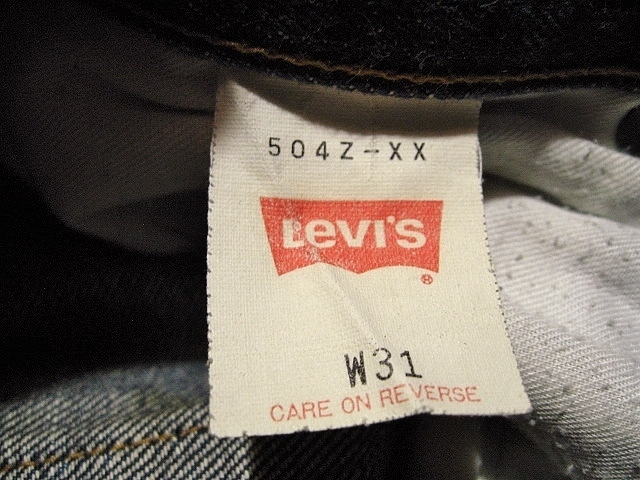 504Z-XX
Levi's
®
W31
CARE ON REVERSE